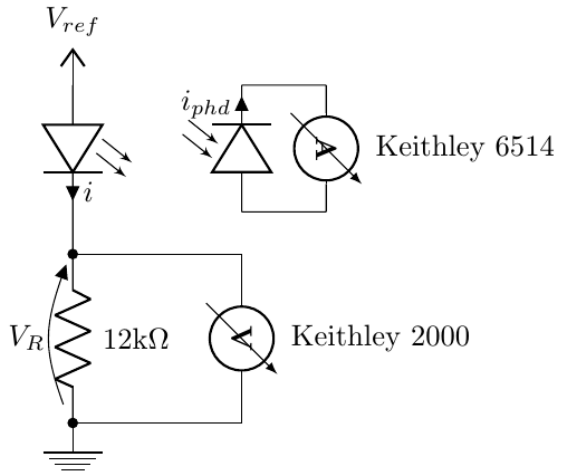 V_ref
i_phd
A
Keithley 6514
i
V_R
12kΩ
V
Keithley 2000